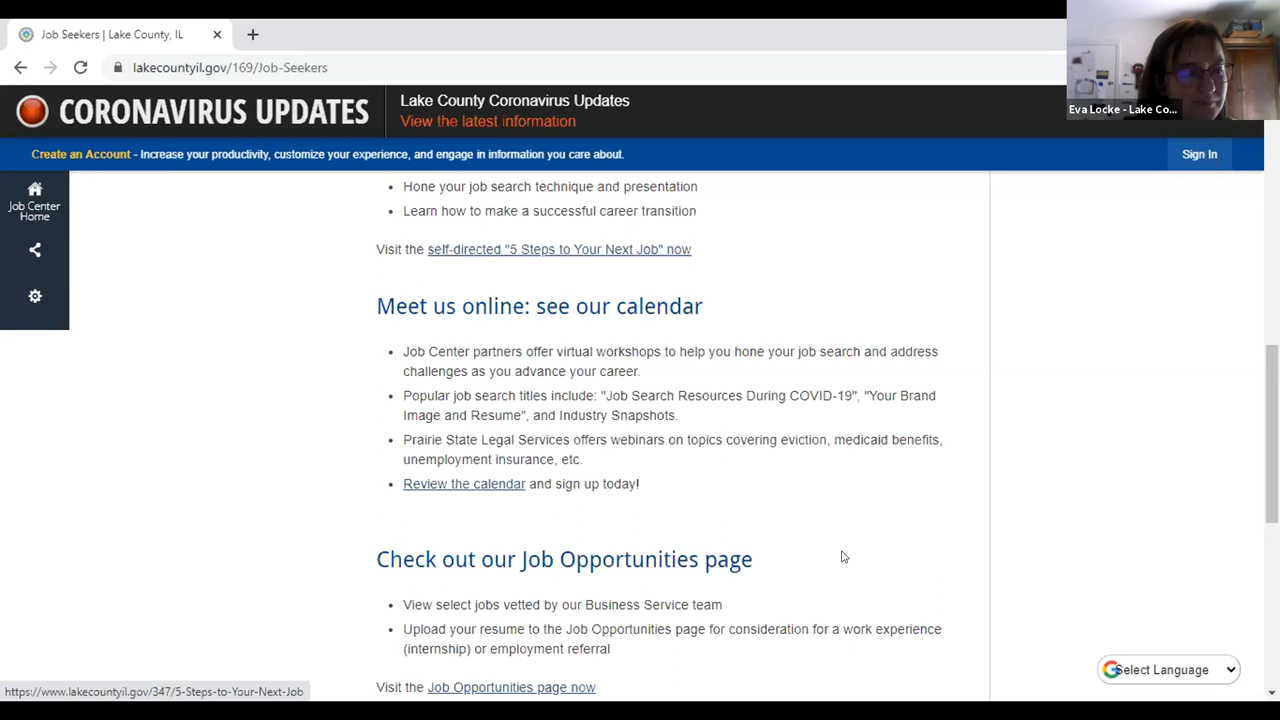 Job Seekers | Lake County, IL
lakecountyil.gov/169/Job-Seekers
Eva Locke - Lake Co...
CORONAVIRUS UPDATES
Lake County Coronavirus Updates
View the latest information
Create an Account - Increase your productivity, customize your experience, and engage in information you care about.
Sign In
Job Center
Home
• Hone your job search technique and presentation
• Learn how to make a successful career transition
Visit the self-directed "5 Steps to Your Next Job" now
Meet us online: see our calendar
• Job Center partners offer virtual workshops to help you hone your job search and address
challenges as you advance your career.
• Popular job search titles include: "Job Search Resources During COVID-19", "Your Brand
Image and Resume", and Industry Snapshots.
• Prairie State Legal Services offers webinars on topics covering eviction, medicaid benefits,
unemployment insurance, etc.
• Review the calendar and sign up today!
Check out our Job Opportunities page
• View select jobs vetted by our Business Service team
• Upload your resume to the Job Opportunities page for consideration for a work experience
(internship) or employment referral
Visit the Job Opportunities page now
Select Language
https://www.lakecountyil.gov/347/5-Steps-to-Your-Next-Job